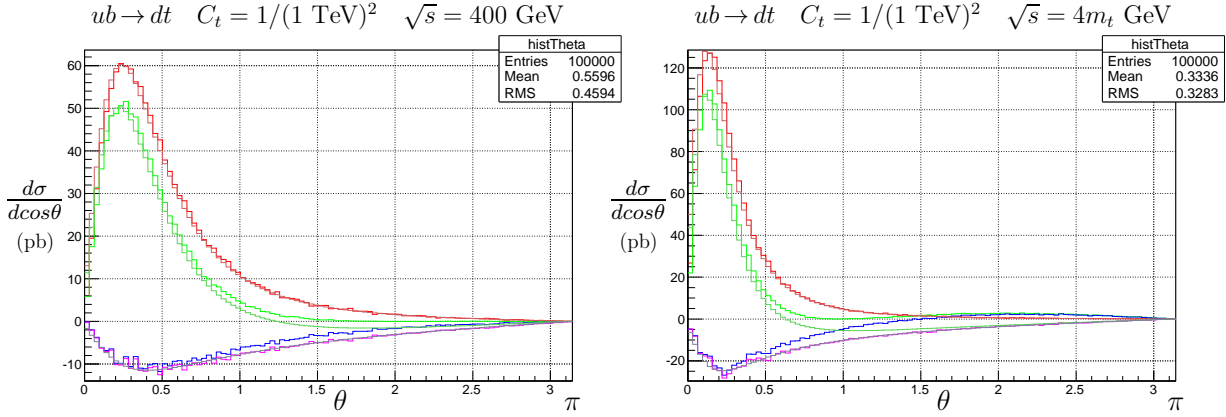 ub → dt C_t = 1/(1 TeV)² √s = 400 GeV
histTheta
Entries 100000
Mean 0.5596
RMS 0.4594
60
50
40
30
20
10
0
-10
dσ
dcosθ
(pb)
0 0.5 1 1.5 2 2.5 3
θ π
ub → dt C_t = 1/(1 TeV)² √s = 4m_t GeV
histTheta
Entries 100000
Mean 0.3336
RMS 0.3283
120
100
80
60
40
20
0
-20
dσ
dcosθ
(pb)
0 0.5 1 1.5 2 2.5 3
θ π